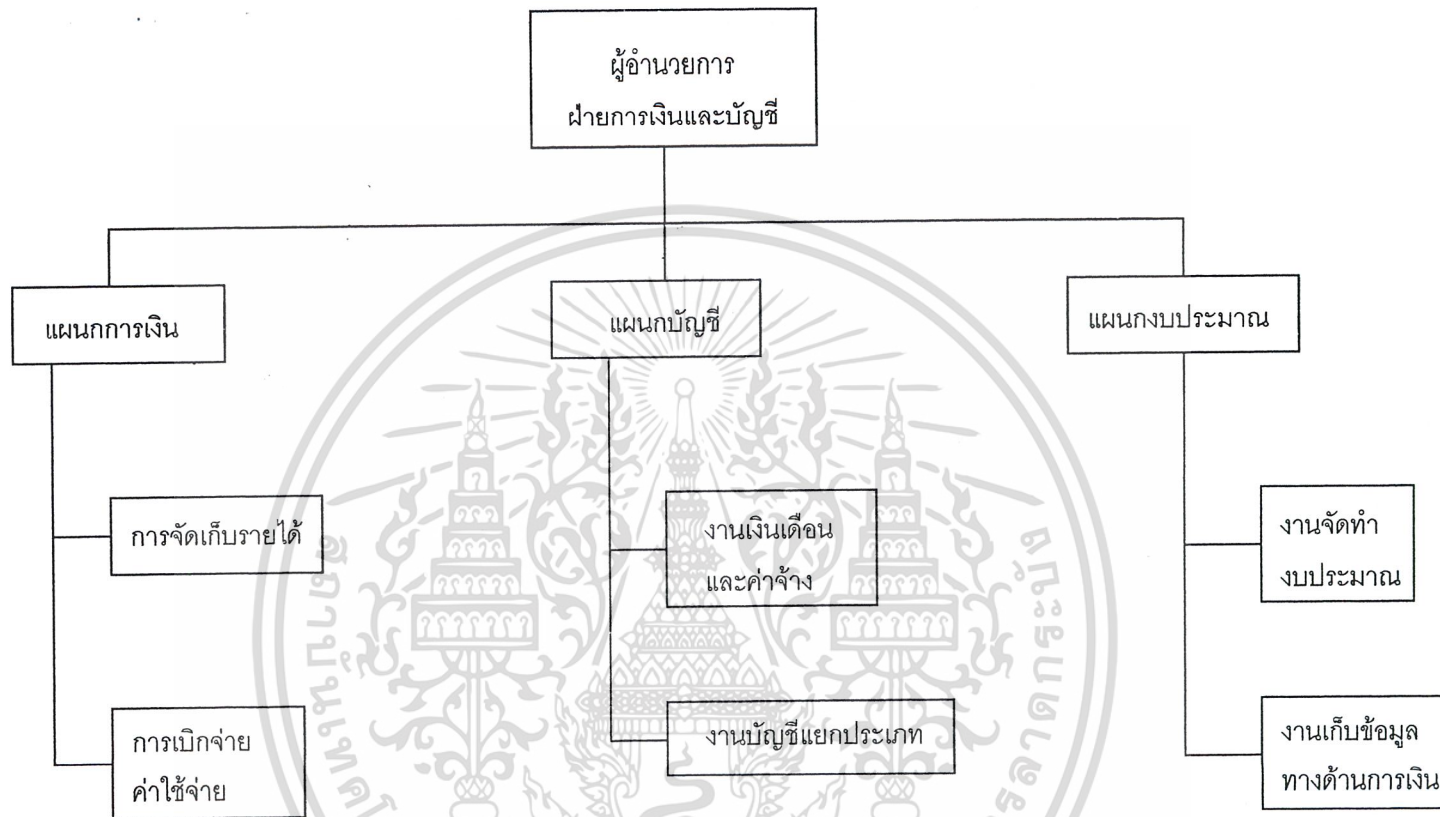 ผู้อำนวยการ
ฝ่ายการเงินและบัญชี
แผนกการเงิน
แผนกบัญชี
แผนกงบประมาณ
การจัดเก็บรายได้
งานเงินเดือน
และค่าจ้าง
งานจัดทำ
งบประมาณ
การเบิกจ่าย
ค่าใช้จ่าย
งานบัญชีแยกประเภท
งานเก็บข้อมูล
ทางด้านการเงิน